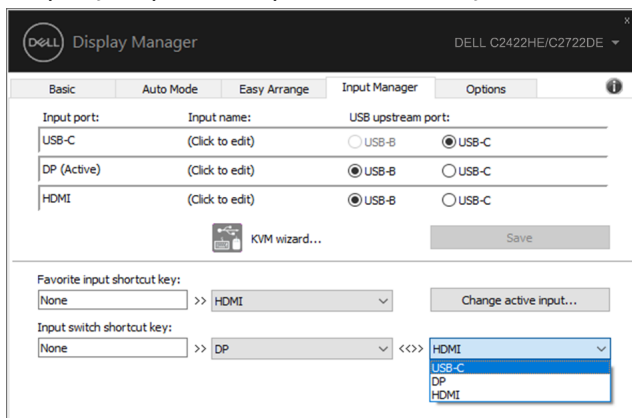 DELL Display Manager
DELL C2422HE/C2722DE
Basic Auto Mode Easy Arrange Input Manager Options
Input port: Input name: USB upstream port:
USB-C (Click to edit) USB-B USB-C
DP (Active) (Click to edit) USB-B USB-C
HDMI (Click to edit) USB-B USB-C
KVM wizard... Save
Favorite input shortcut key:
None >> HDMI Change active input...
Input switch shortcut key:
None >> DP <<>> HDMI
USB-C
DP
HDMI